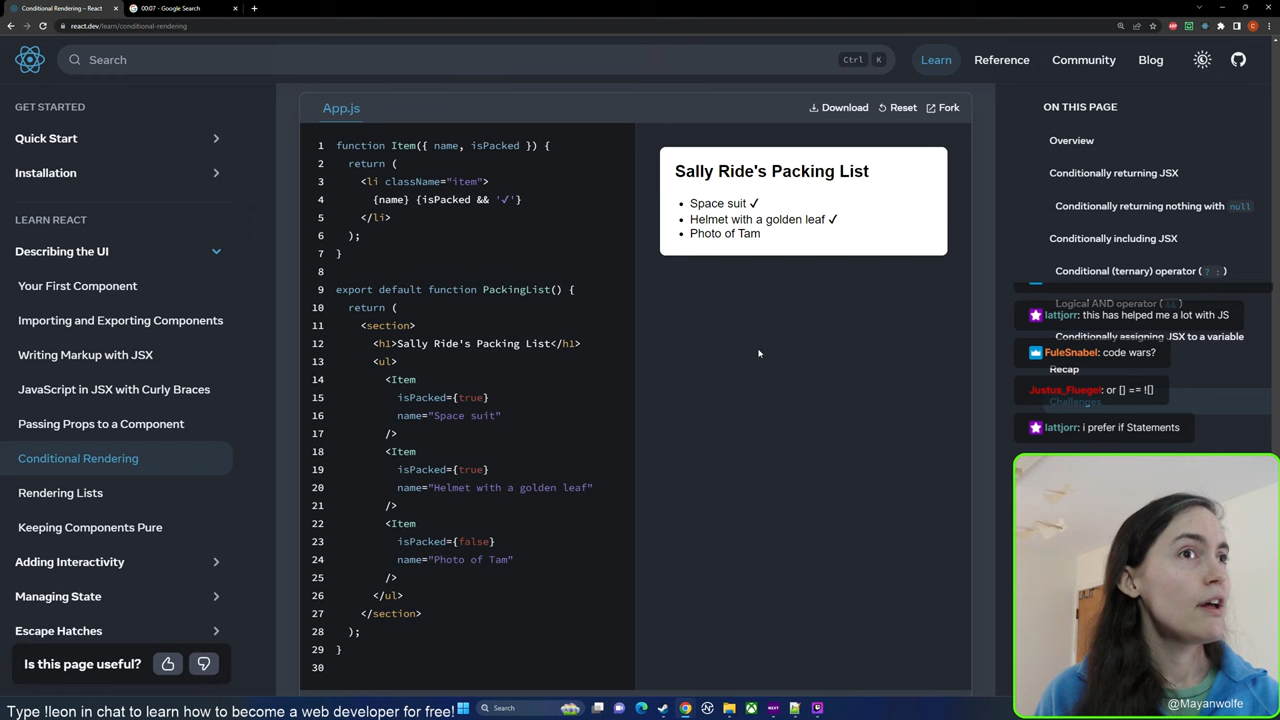 Conditional Rendering – React
00:07 - Google Search
react.dev/learn/conditional-rendering
Search
Ctrl K
Learn
Reference
Community
Blog
GET STARTED
Quick Start
Installation
LEARN REACT
Describing the UI
Your First Component
Importing and Exporting Components
Writing Markup with JSX
JavaScript in JSX with Curly Braces
Passing Props to a Component
Conditional Rendering
Rendering Lists
Keeping Components Pure
Adding Interactivity
Managing State
Escape Hatches
Is this page useful?
App.js
Download
Reset
Fork
1 function Item({ name, isPacked }) {
2 return (
3 <li className="item">
4 {name} {isPacked && '✓'}
5 </li>
6 );
7 }
8
9 export default function PackingList() {
10 return (
11 <section>
12 <h1>Sally Ride's Packing List</h1>
13 <ul>
14 <Item
15 isPacked={true}
16 name="Space suit"
17 />
18 <Item
19 isPacked={true}
20 name="Helmet with a golden leaf"
21 />
22 <Item
23 isPacked={false}
24 name="Photo of Tam"
25 />
26 </ul>
27 </section>
28 );
29 }
30
Sally Ride's Packing List
• Space suit ✓
• Helmet with a golden leaf ✓
• Photo of Tam
ON THIS PAGE
Overview
Conditionally returning JSX
Conditionally returning nothing with null
Conditionally including JSX
Conditional (ternary) operator ( ? : )
Logical AND operator ( && )
lattjorr: this has helped me a lot with JS
Conditionally assigning JSX to a variable
FuleSnabel: code wars?
Recap
Justus_Fluegel: or [] == ![]
Challenges
lattjorr: i prefer if Statements
@Mayanwolfe
Type !leon in chat to learn how to become a web developer for free!
Search